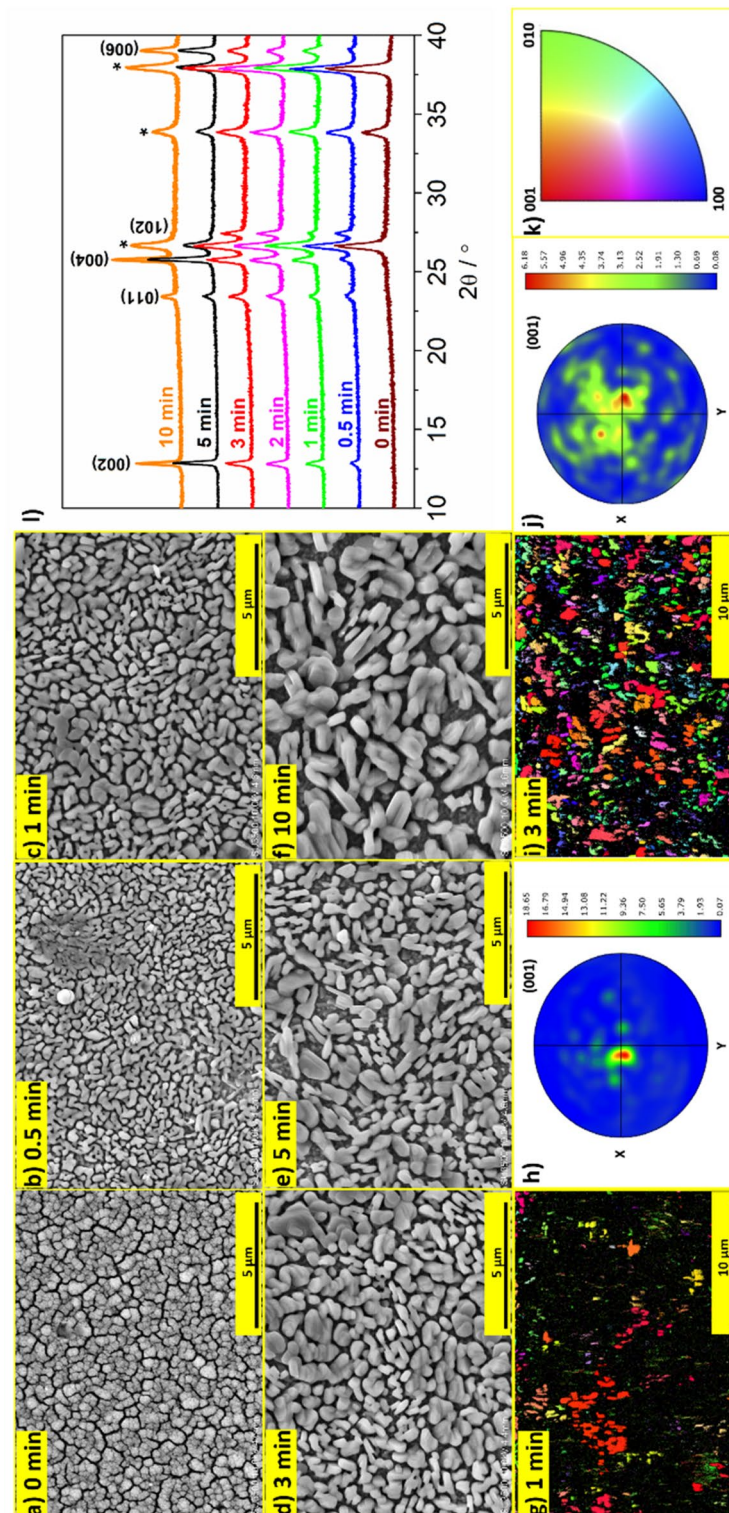 a) 0 min
5 µm
b) 0.5 min
5 µm
c) 1 min
5 µm
d) 3 min
5 µm
e) 5 min
5 µm
f) 10 min
5 µm
g) 1 min
10 µm
h)
(001)
X
Y
18.65
16.79
14.94
13.08
11.22
9.36
7.50
5.65
3.79
1.93
0.07
i) 3 min
10 µm
j)
(001)
X
Y
6.18
5.57
4.96
4.35
3.74
3.13
2.52
1.91
1.30
0.69
0.08
k)
001
010
100
l)
(002)
(011)
(004)
*
(102)
*
*
(006)
10 min
5 min
3 min
2 min
1 min
0.5 min
0 min
10 15 20 25 30 35 40
2θ / °